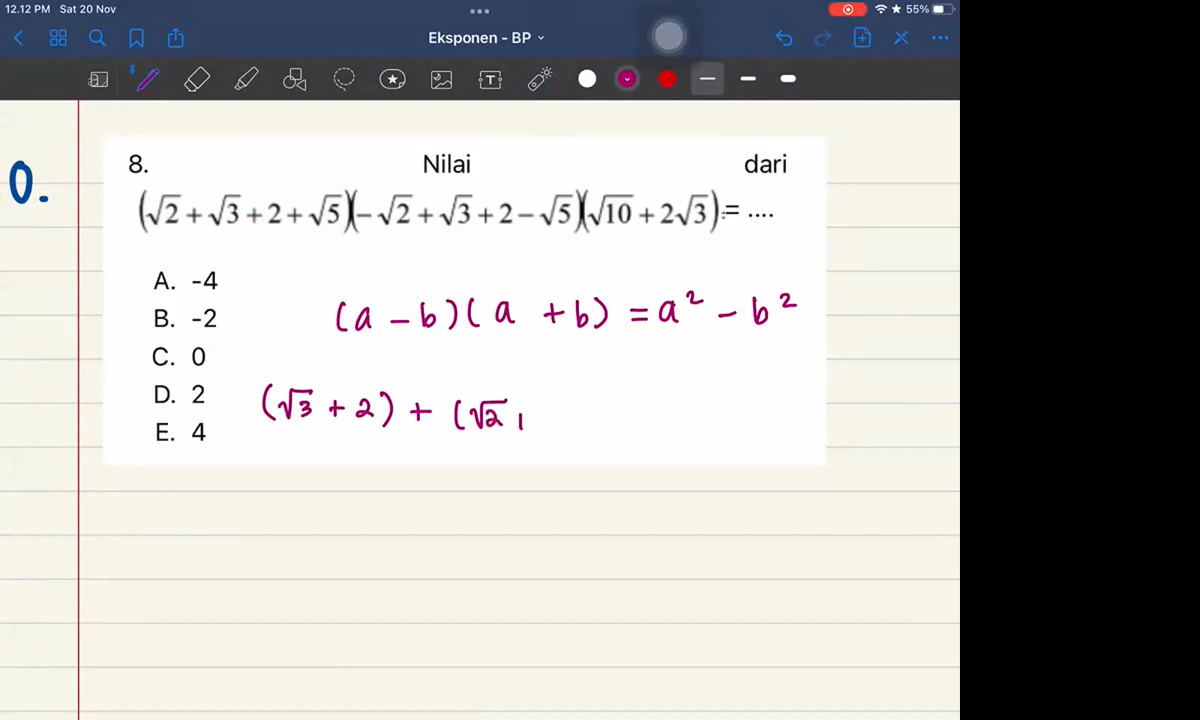 12.12 PM Sat 20 Nov 55%
Eksponen - BP
T
0.
8. Nilai dari
(√2 + √3 + 2 + √5)(−√2 + √3 + 2 − √5)(√10 + 2√3) = ....
A. -4
B. -2
C. 0
D. 2
E. 4
(a − b)(a + b) = a² − b²
(√3 + 2) + (√2